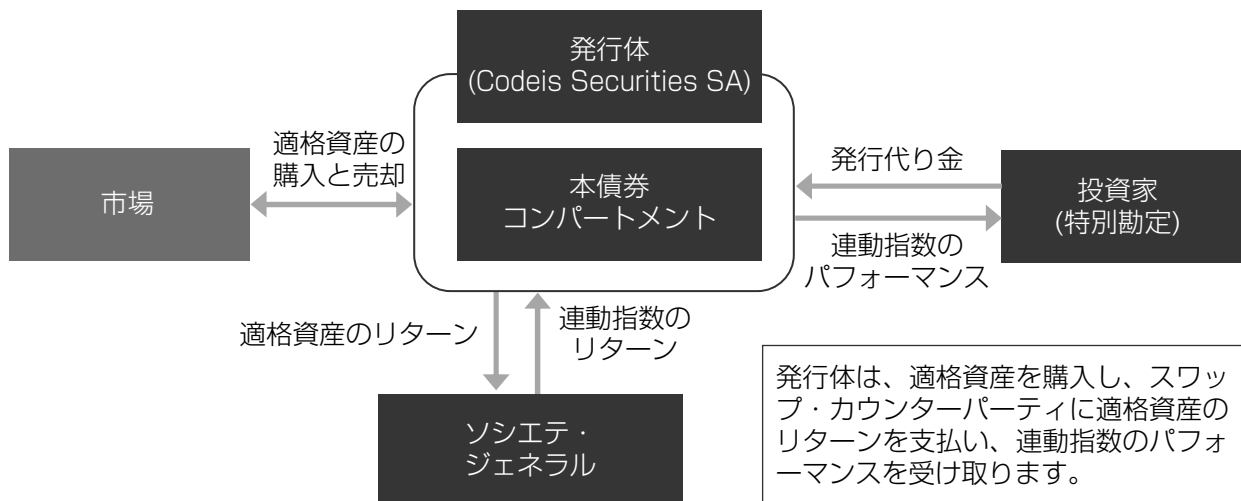 発行体
(Codeis Securities SA)
適格資産の
購入と売却
市場
本債券
コンパートメント
発行代り金
投資家
(特別勘定)
連動指数の
パフォーマンス
適格資産のリターン
連動指数の
リターン
ソシエテ・
ジェネラル
発行体は、適格資産を購入し、スワッ
プ・カウンターパーティに適格資産の
リターンを支払い、連動指数のパフォ
ーマンスを受け取ります。